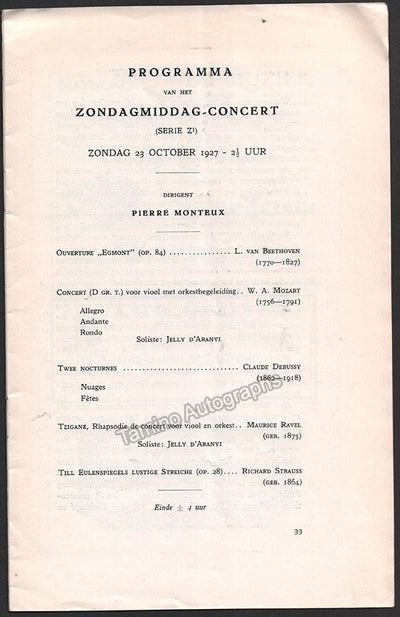 PROGRAMMA
VAN HET
ZONDAGMIDDAG-CONCERT
(SERIE Z¹)
ZONDAG 23 OCTOBER 1927 - 2½ UUR
DIRIGENT
PIERRE MONTEUX
OUVERTURE „EGMONT" (OP. 84) ............... L. VAN BEETHOVEN
(1770—1827)
CONCERT (D GR. T.) voor viool met orkestbegeleiding.. W. A. MOZART
(1756—1791)
Allegro
Andante
Rondo
Soliste: JELLY D'ARANYI
TWEE NOCTURNES ............................ CLAUDE DEBUSSY
(1862—1918)
Nuages
Fêtes
Tamino Autographs
TZIGANE, Rhapsodie de concert voor viool en orkest.. MAURICE RAVEL
(GEB. 1875)
Soliste: JELLY D'ARANYI
TILL EULENSPIEGELS LUSTIGE STREICHE (OP. 28).... RICHARD STRAUSS
(GEB. 1864)
Einde ± 4 uur
33